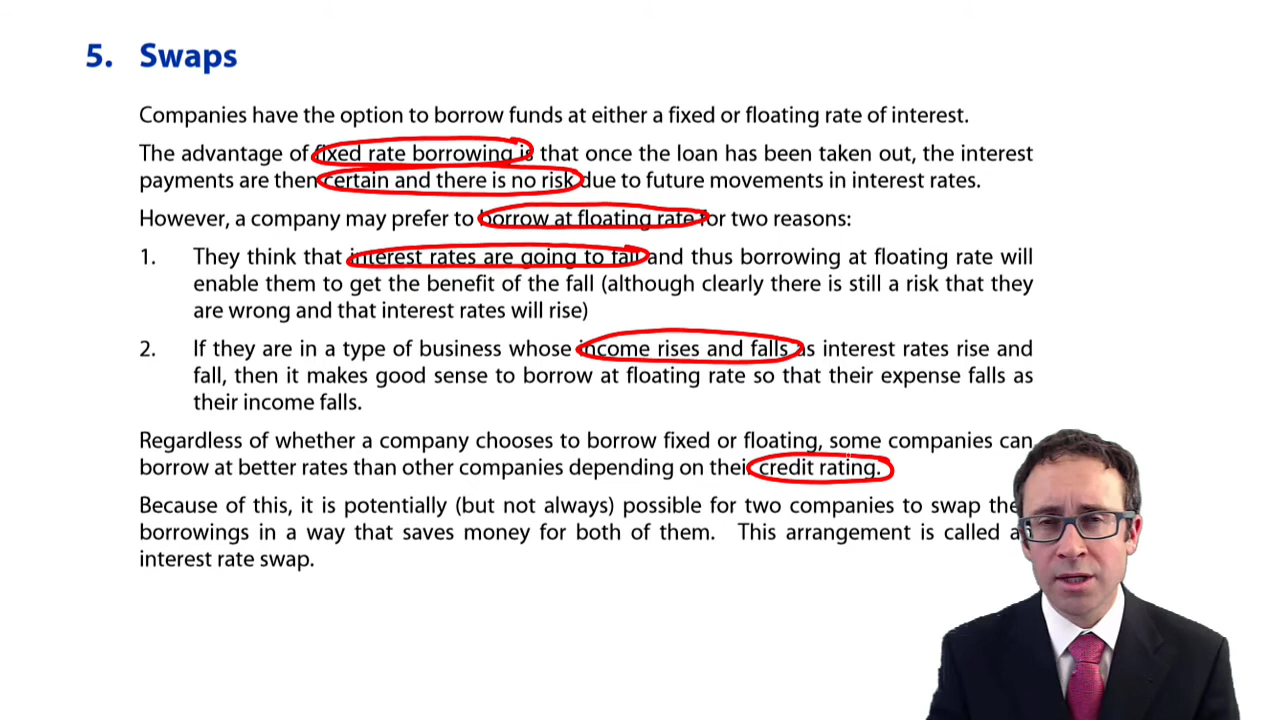 5. Swaps
Companies have the option to borrow funds at either a fixed or floating rate of interest.
The advantage of fixed rate borrowing is that once the loan has been taken out, the interest
payments are then certain and there is no risk due to future movements in interest rates.
However, a company may prefer to borrow at floating rate for two reasons:
1. They think that interest rates are going to fall and thus borrowing at floating rate will
enable them to get the benefit of the fall (although clearly there is still a risk that they
are wrong and that interest rates will rise)
2. If they are in a type of business whose income rises and falls as interest rates rise and
fall, then it makes good sense to borrow at floating rate so that their expense falls as
their income falls.
Regardless of whether a company chooses to borrow fixed or floating, some companies can
borrow at better rates than other companies depending on their credit rating.
Because of this, it is potentially (but not always) possible for two companies to swap
borrowings in a way that saves money for both of them. This arrangement is called
interest rate swap.